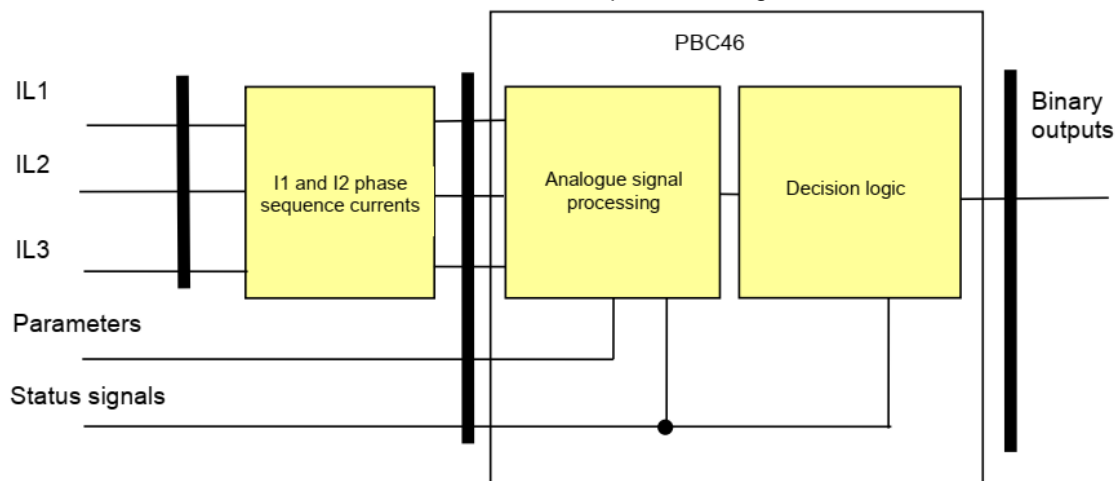 PBC46
IL1
IL2
IL3
I1 and I2 phase
sequence currents
Analogue signal
processing
Decision logic
Binary
outputs
Parameters
Status signals